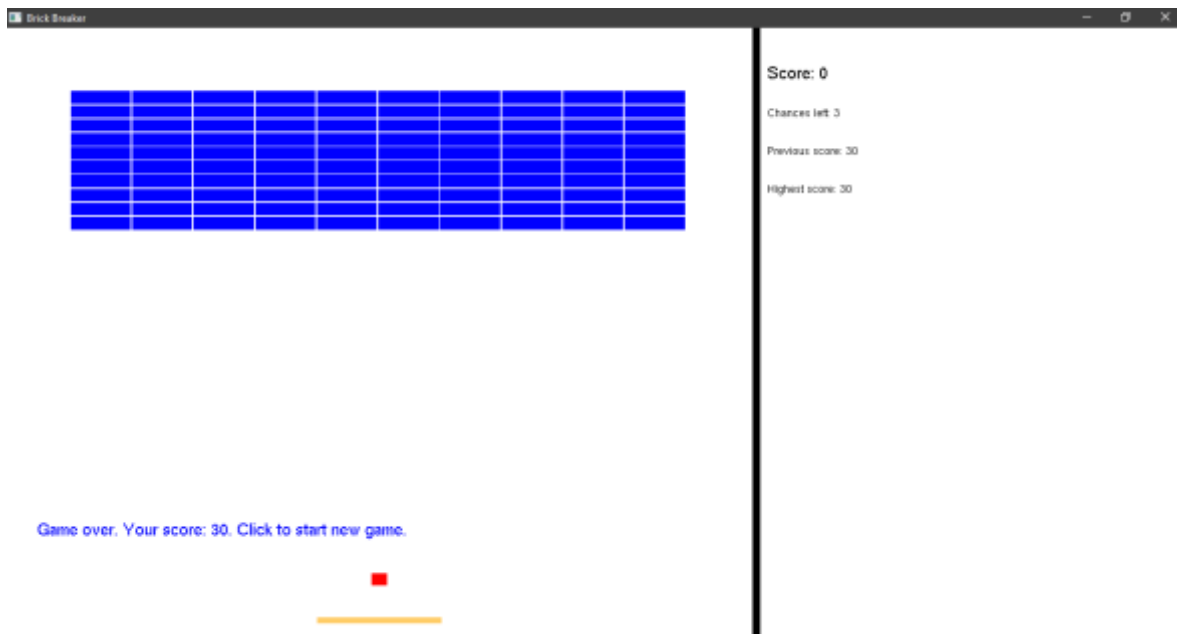 Brick Breaker
Score: 0
Chances left: 3
Previous score: 30
Highest score: 30
Game over. Your score: 30. Click to start new game.